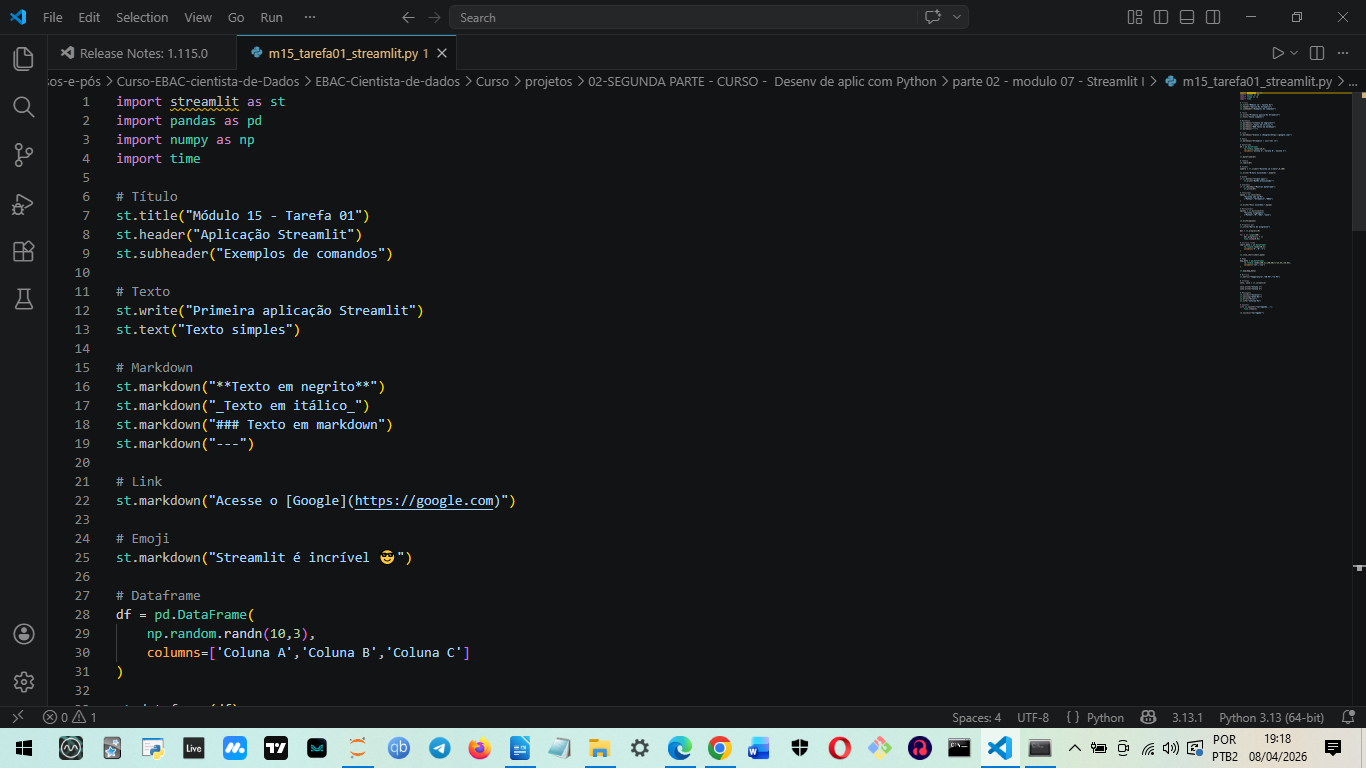 File Edit Selection View Go Run ··· Search
Release Notes: 1.115.0 m15_tarefa01_streamlit.py 1
sos-e-pós > Curso-EBAC-cientista-de-Dados > EBAC-Cientista-de-dados > Curso > projetos > 02-SEGUNDA PARTE - CURSO - Desenv de aplic com Python > parte 02 - modulo 07 - Streamlit I > m15_tarefa01_streamlit.py > ...
1 import streamlit as st
2 import pandas as pd
3 import numpy as np
4 import time
5
6 # Título
7 st.title("Módulo 15 - Tarefa 01")
8 st.header("Aplicação Streamlit")
9 st.subheader("Exemplos de comandos")
10
11 # Texto
12 st.write("Primeira aplicação Streamlit")
13 st.text("Texto simples")
14
15 # Markdown
16 st.markdown("**Texto em negrito**")
17 st.markdown("_Texto em itálico_")
18 st.markdown("### Texto em markdown")
19 st.markdown("---")
20
21 # Link
22 st.markdown("Acesse o [Google](https://google.com)")
23
24 # Emoji
25 st.markdown("Streamlit é incrível 😎")
26
27 # Dataframe
28 df = pd.DataFrame(
29 np.random.randn(10,3),
30 columns=['Coluna A','Coluna B','Coluna C']
31 )
32
0 1 Spaces: 4 UTF-8 { } Python 3.13.1 Python 3.13 (64-bit)
Live POR 19:18
PTB2 08/04/2026